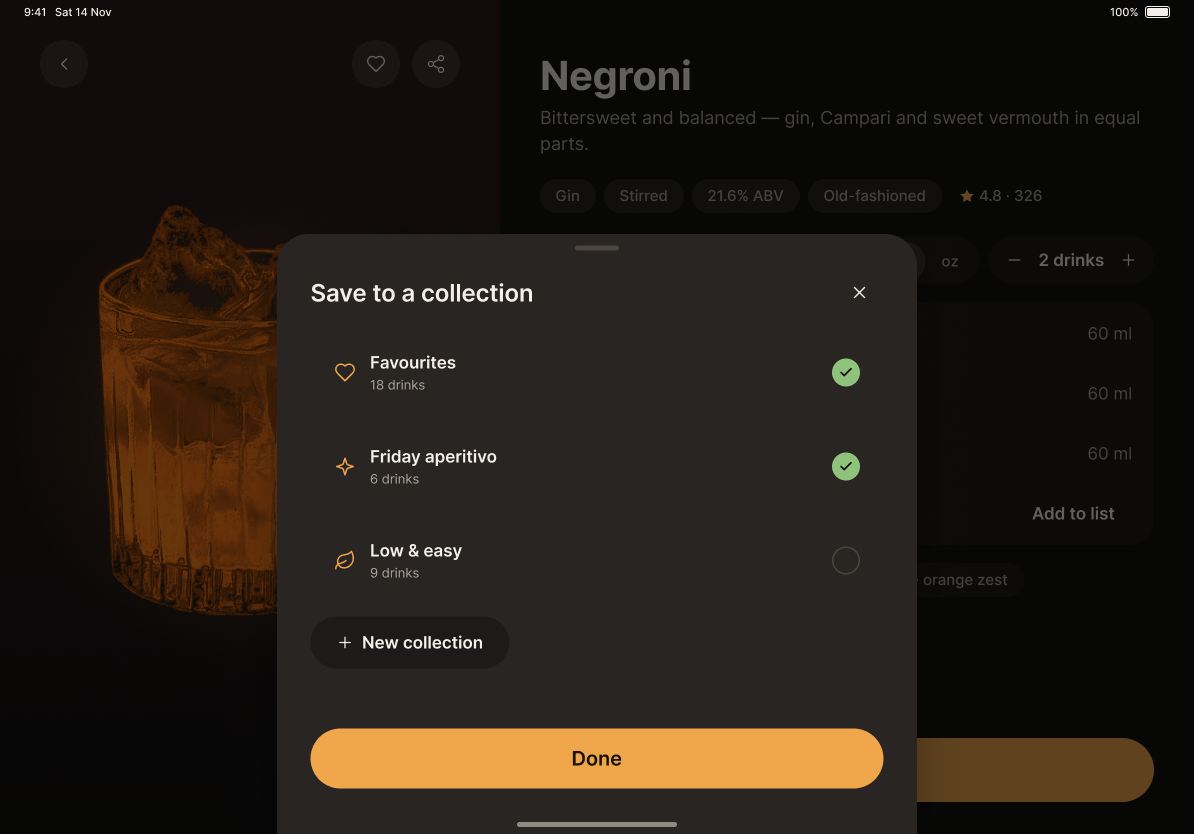 9:41 Sat 14 Nov
100%
Negroni
Bittersweet and balanced — gin, Campari and sweet vermouth in equal
parts.
Gin
Stirred
21.6% ABV
Old-fashioned
4.8 · 326
oz
2 drinks
60 ml
60 ml
60 ml
Add to list
orange zest
Save to a collection
Favourites
18 drinks
Friday aperitivo
6 drinks
Low & easy
9 drinks
New collection
Done